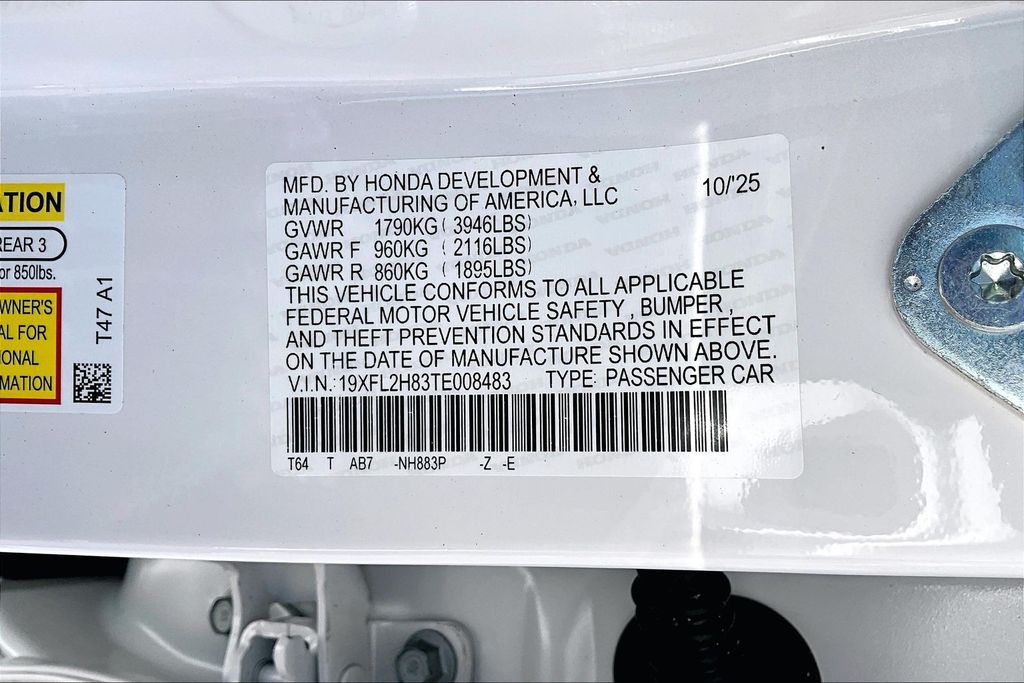 ATION
REAR 3
or 850lbs.
WNER'S
AL FOR
IONAL
MATION
T47 A1
MFD. BY HONDA DEVELOPMENT &
MANUFACTURING OF AMERICA, LLC 10/'25
GVWR 1790KG ( 3946LBS)
GAWR F 960KG ( 2116LBS)
GAWR R 860KG ( 1895LBS)
THIS VEHICLE CONFORMS TO ALL APPLICABLE
FEDERAL MOTOR VEHICLE SAFETY , BUMPER ,
AND THEFT PREVENTION STANDARDS IN EFFECT
ON THE DATE OF MANUFACTURE SHOWN ABOVE.
V.I.N.:19XFL2H83TE008483 TYPE: PASSENGER CAR
T64 T AB7 -NH883P -Z -E